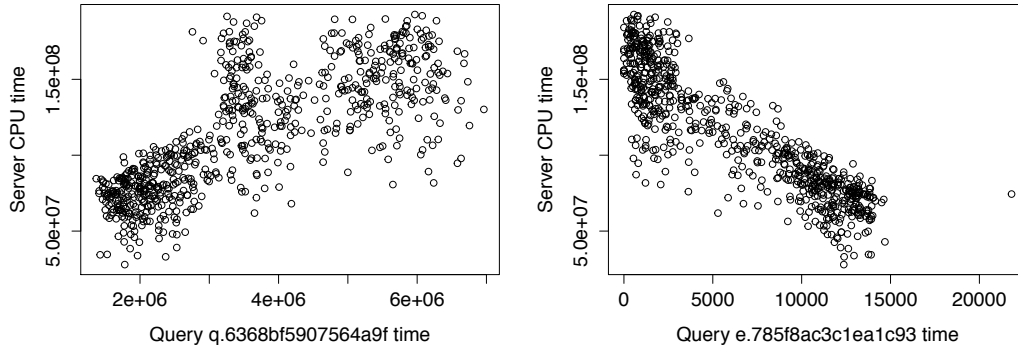 Server CPU time
5.0e+07
1.5e+08
2e+06
4e+06
6e+06
Query q.6368bf5907564a9f time
Server CPU time
5.0e+07
1.5e+08
0
5000
10000
15000
20000
Query e.785f8ac3c1ea1c93 time